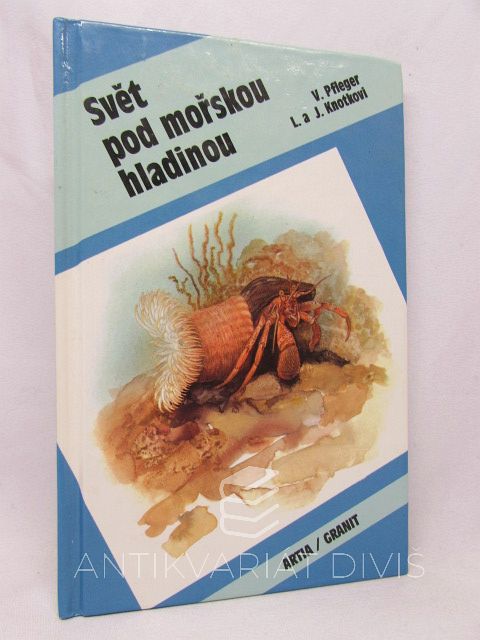 Svět
pod mořskou
hladinou
V. Pfleger
L. a J. Knotkovi
ARTIA / GRANIT
ANTIKVARIÁT DIVIŠ